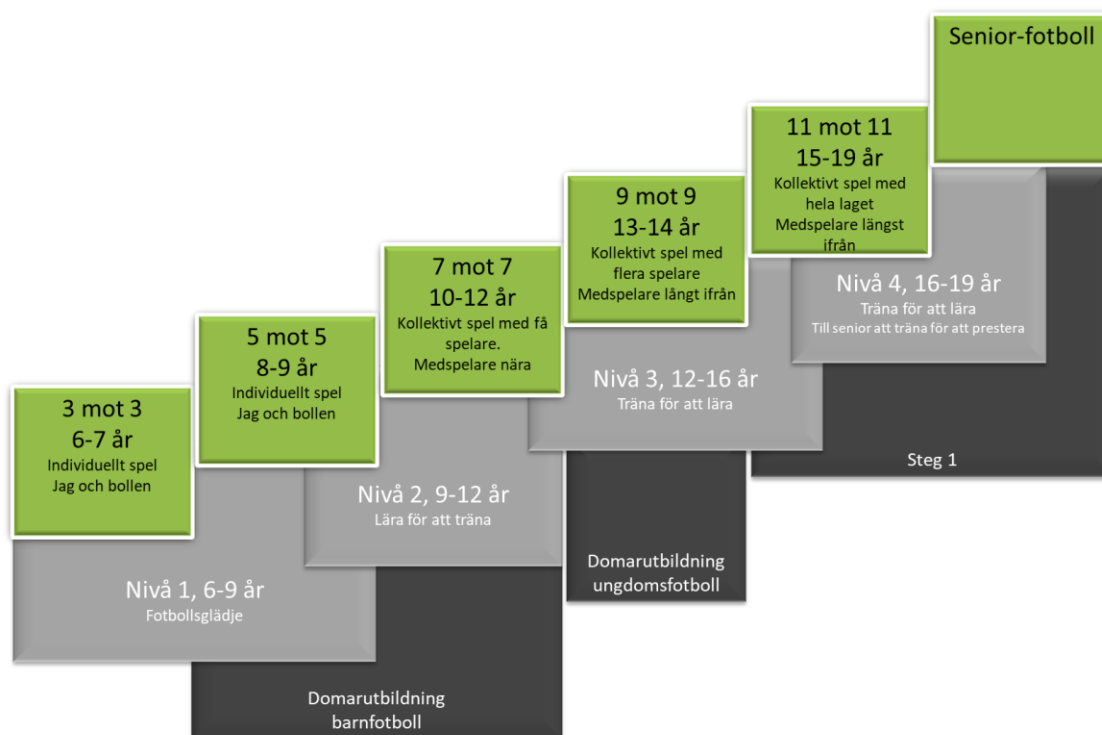 Senior-fotboll
11 mot 11
15-19 år
Kollektivt spel med
hela laget
Medspelare längst
ifrån
9 mot 9
13-14 år
Kollektivt spel med
flera spelare
Medspelare långt ifrån
7 mot 7
10-12 år
Kollektivt spel med få
spelare.
Medspelare nära
5 mot 5
8-9 år
Individuellt spel
Jag och bollen
3 mot 3
6-7 år
Individuellt spel
Jag och bollen
Nivå 4, 16-19 år
Träna för att lära
Till senior att träna för att prestera
Nivå 3, 12-16 år
Träna för att lära
Steg 1
Nivå 2, 9-12 år
Lära för att träna
Domarutbildning
ungdomsfotboll
Nivå 1, 6-9 år
Fotbollsglädje
Domarutbildning
barnfotboll